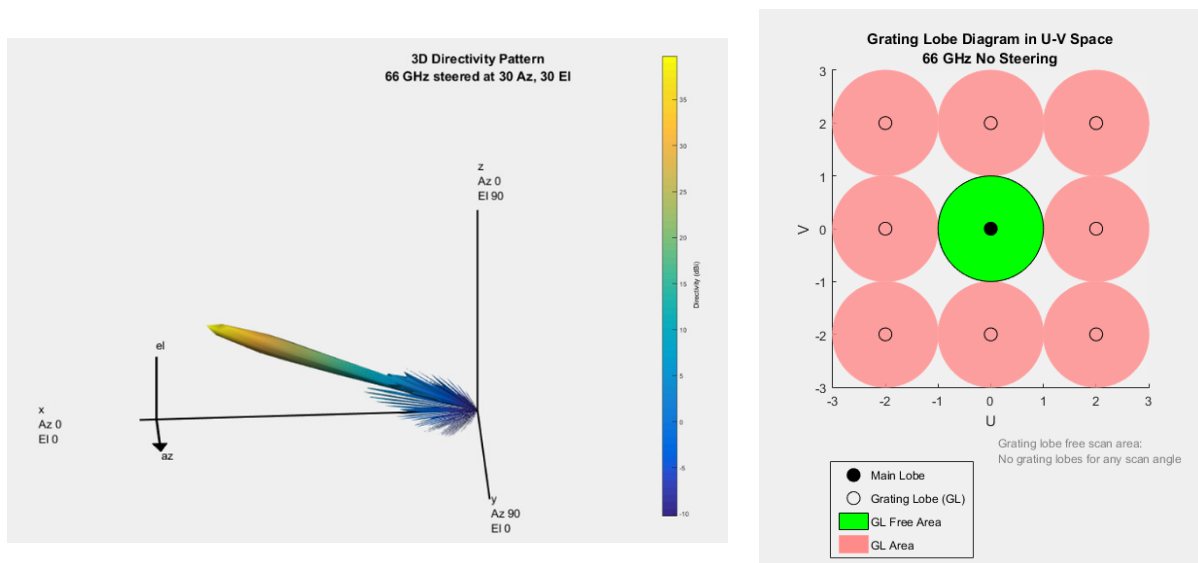 3D Directivity Pattern
66 GHz steered at 30 Az, 30 El
z
Az 0
El 90
el
x
Az 0
El 0
az
y
Az 90
El 0
35
30
25
20
15
10
5
0
-5
-10
Directivity (dBi)
Grating Lobe Diagram in U-V Space
66 GHz No Steering
3
2
1
0
-1
-2
-3
V
-3
-2
-1
0
1
2
3
U
Grating lobe free scan area:
No grating lobes for any scan angle
Main Lobe
Grating Lobe (GL)
GL Free Area
GL Area